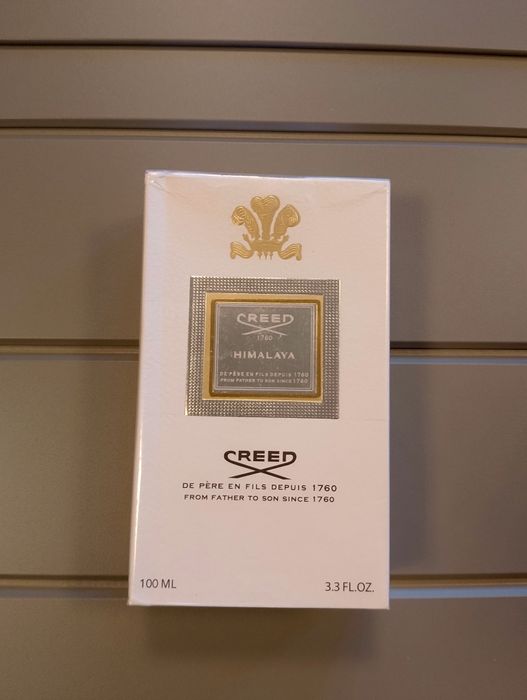 CREED
1760
HIMALAYA
DE PÈRE EN FILS DEPUIS 1760
FROM FATHER TO SON SINCE 1760
CREED
DE PÈRE EN FILS DEPUIS 1760
FROM FATHER TO SON SINCE 1760
100 ML 3.3 FL.OZ.